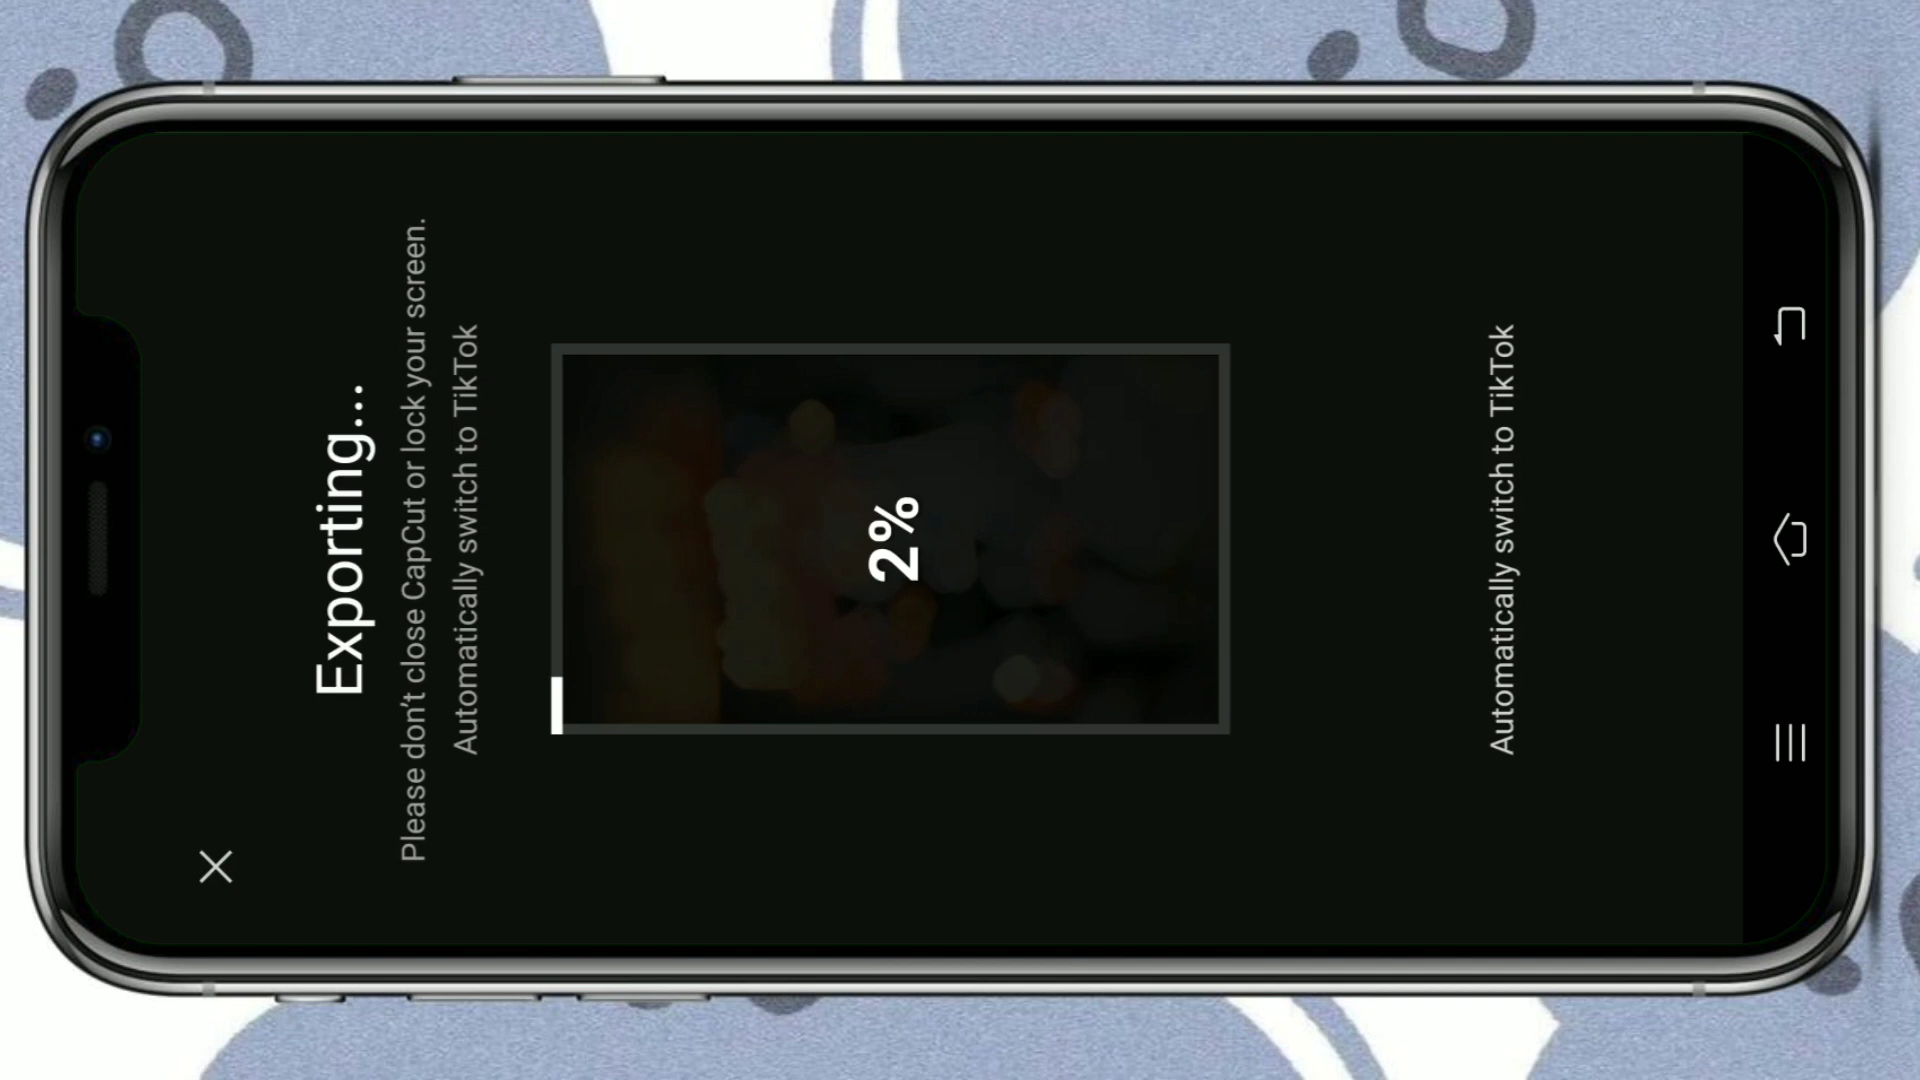 Exporting...
Please don't close CapCut or lock your screen.
Automatically switch to TikTok
2%
Automatically switch to TikTok